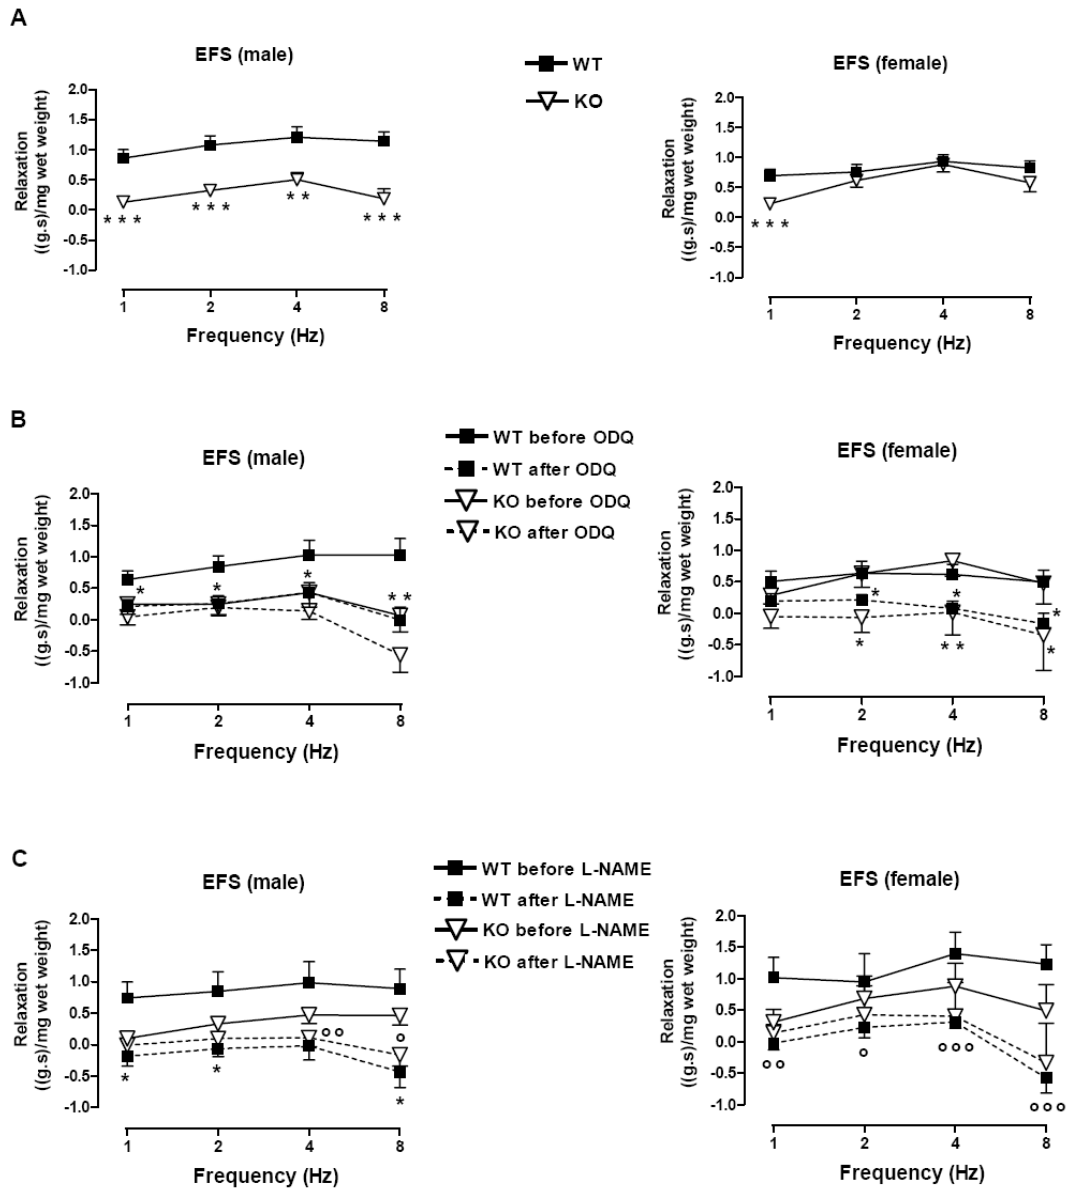 A
EFS (male)
WT
KO
EFS (female)
Relaxation
((g.s)/mg wet weight)
2.0
1.5
1.0
0.5
0.0
-0.5
-1.0
***
***
**
***
1
2
4
8
Frequency (Hz)
Relaxation
((g.s)/mg wet weight)
2.0
1.5
1.0
0.5
0.0
-0.5
-1.0
***
1
2
4
8
Frequency (Hz)
B
EFS (male)
WT before ODQ
WT after ODQ
KO before ODQ
KO after ODQ
EFS (female)
Relaxation
((g.s)/mg wet weight)
2.0
1.5
1.0
0.5
0.0
-0.5
-1.0
*
*
*
**
1
2
4
8
Frequency (Hz)
Relaxation
((g.s)/mg wet weight)
2.0
1.5
1.0
0.5
0.0
-0.5
-1.0
*
*
*
*
**
*
1
2
4
8
Frequency (Hz)
C
EFS (male)
WT before L-NAME
WT after L-NAME
KO before L-NAME
KO after L-NAME
EFS (female)
Relaxation
((g.s)/mg wet weight)
2.0
1.5
1.0
0.5
0.0
-0.5
-1.0
°°
°
*
*
*
1
2
4
8
Frequency (Hz)
Relaxation
((g.s)/mg wet weight)
2.0
1.5
1.0
0.5
0.0
-0.5
-1.0
°°
°
°°°
°°°
1
2
4
8
Frequency (Hz)